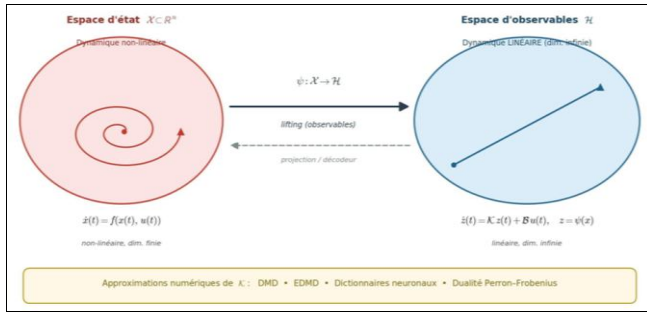 Espace d'état 𝒳 ⊂ ℝⁿ
Dynamique non-linéaire
Espace d'observables ℋ
Dynamique LINÉAIRE (dim. infinie)
ψ : 𝒳 → ℋ
lifting (observables)
projection / décodeur
ẋ(t) = f(x(t), u(t))
non-linéaire, dim. finie
ż(t) = 𝒦 z(t) + ℬ u(t), z = ψ(x)
linéaire, dim. infinie
Approximations numériques de 𝒦 : DMD • EDMD • Dictionnaires neuronaux • Dualité Perron–Frobenius